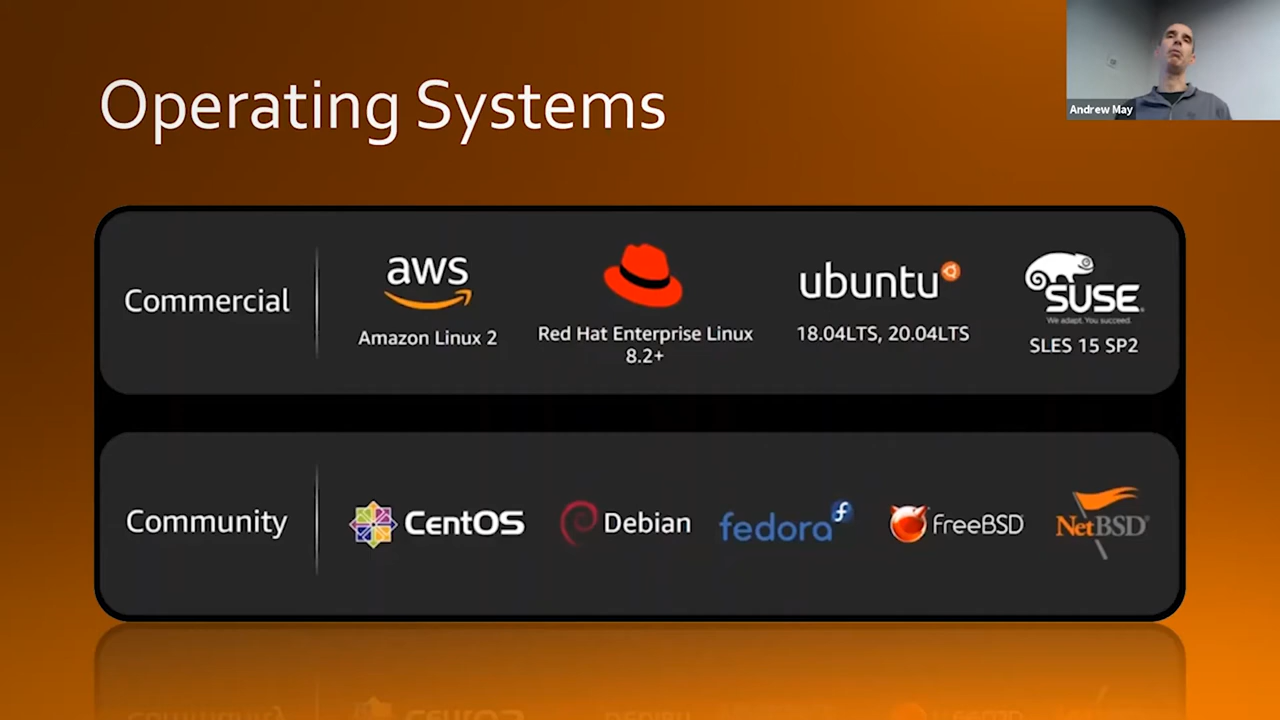 Operating Systems
Andrew May
Commercial
aws
Amazon Linux 2
Red Hat Enterprise Linux
8.2+
ubuntu
18.04LTS, 20.04LTS
SUSE
We adapt. You succeed.
SLES 15 SP2
Community
CentOS
Debian
fedora
f
FreeBSD
NetBSD